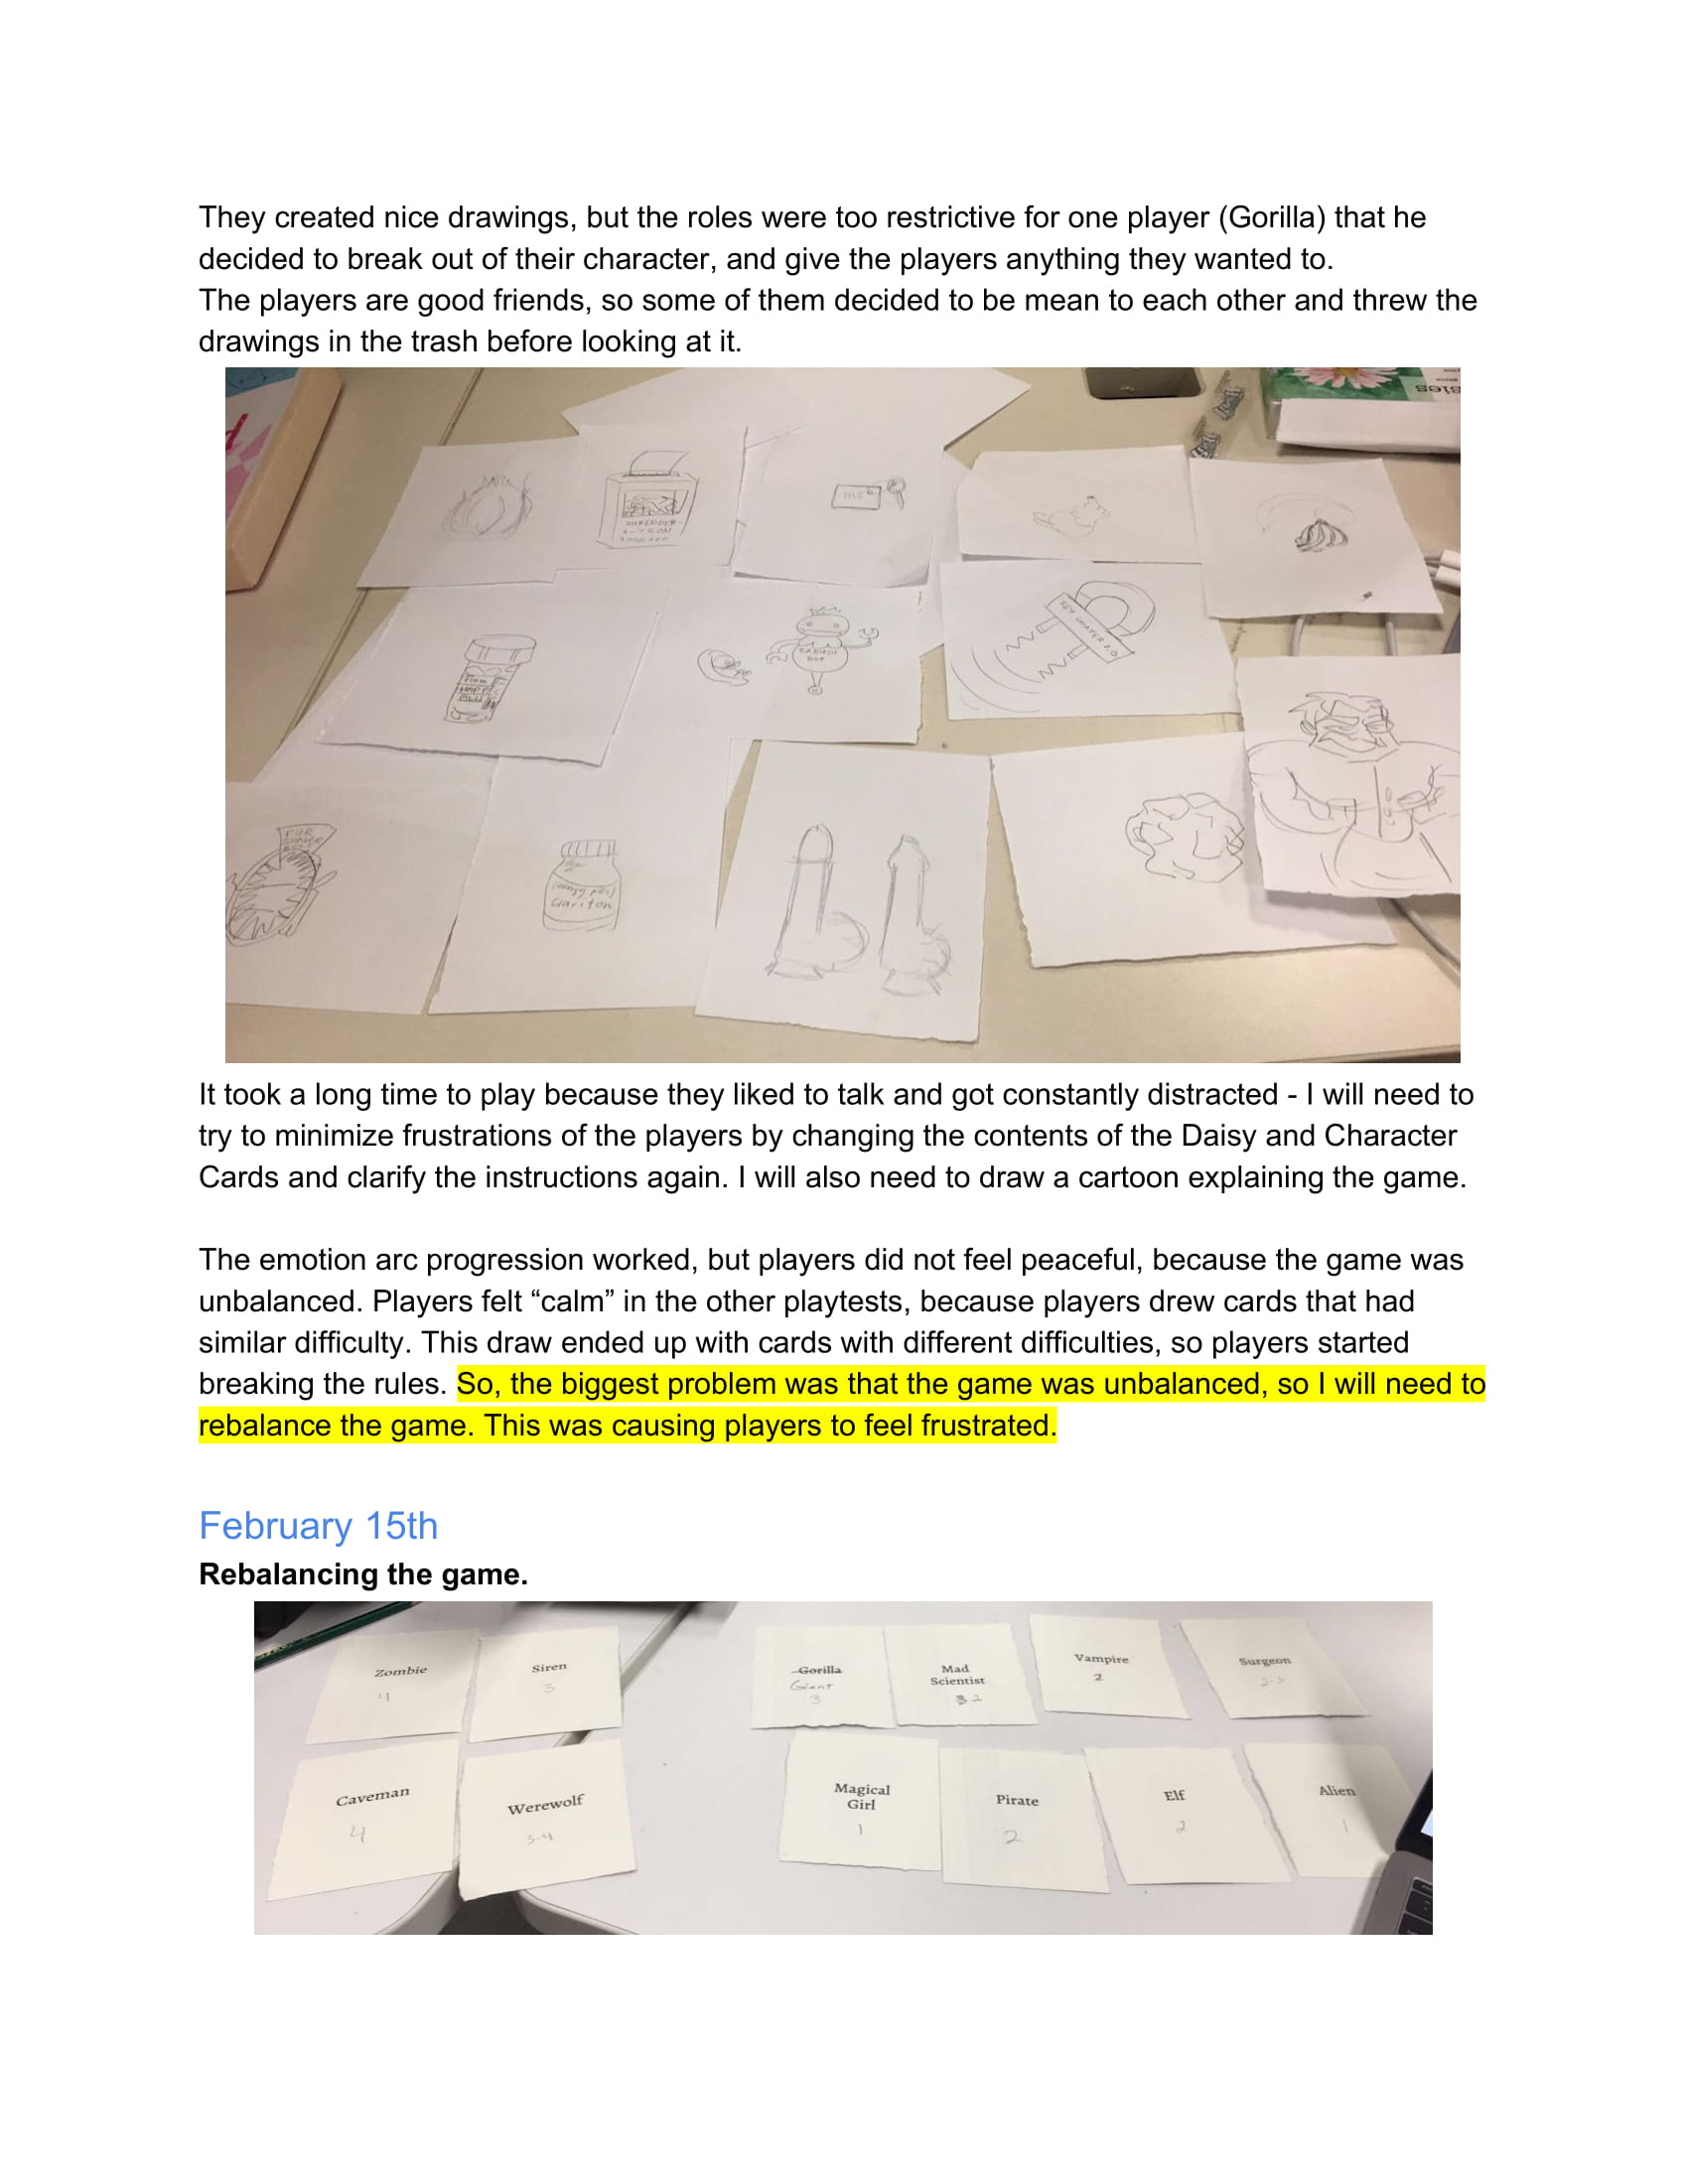 They created nice drawings, but the roles were too restrictive for one player (Gorilla) that he
decided to break out of their character, and give the players anything they wanted to.
The players are good friends, so some of them decided to be mean to each other and threw the
drawings in the trash before looking at it.
Clariton
It took a long time to play because they liked to talk and got constantly distracted - I will need to
try to minimize frustrations of the players by changing the contents of the Daisy and Character
Cards and clarify the instructions again. I will also need to draw a cartoon explaining the game.
The emotion arc progression worked, but players did not feel peaceful, because the game was
unbalanced. Players felt “calm” in the other playtests, because players drew cards that had
similar difficulty. This draw ended up with cards with different difficulties, so players started
breaking the rules. So, the biggest problem was that the game was unbalanced, so I will need to
rebalance the game. This was causing players to feel frustrated.
February 15th
Rebalancing the game.
Zombie
4
Siren
3
Gorilla
Giant
3
Mad
Scientist
2
Vampire
2
Surgeon
2-3
Caveman
4
Werewolf
3-4
Magical
Girl
1
Pirate
2
Elf
2
Alien
1